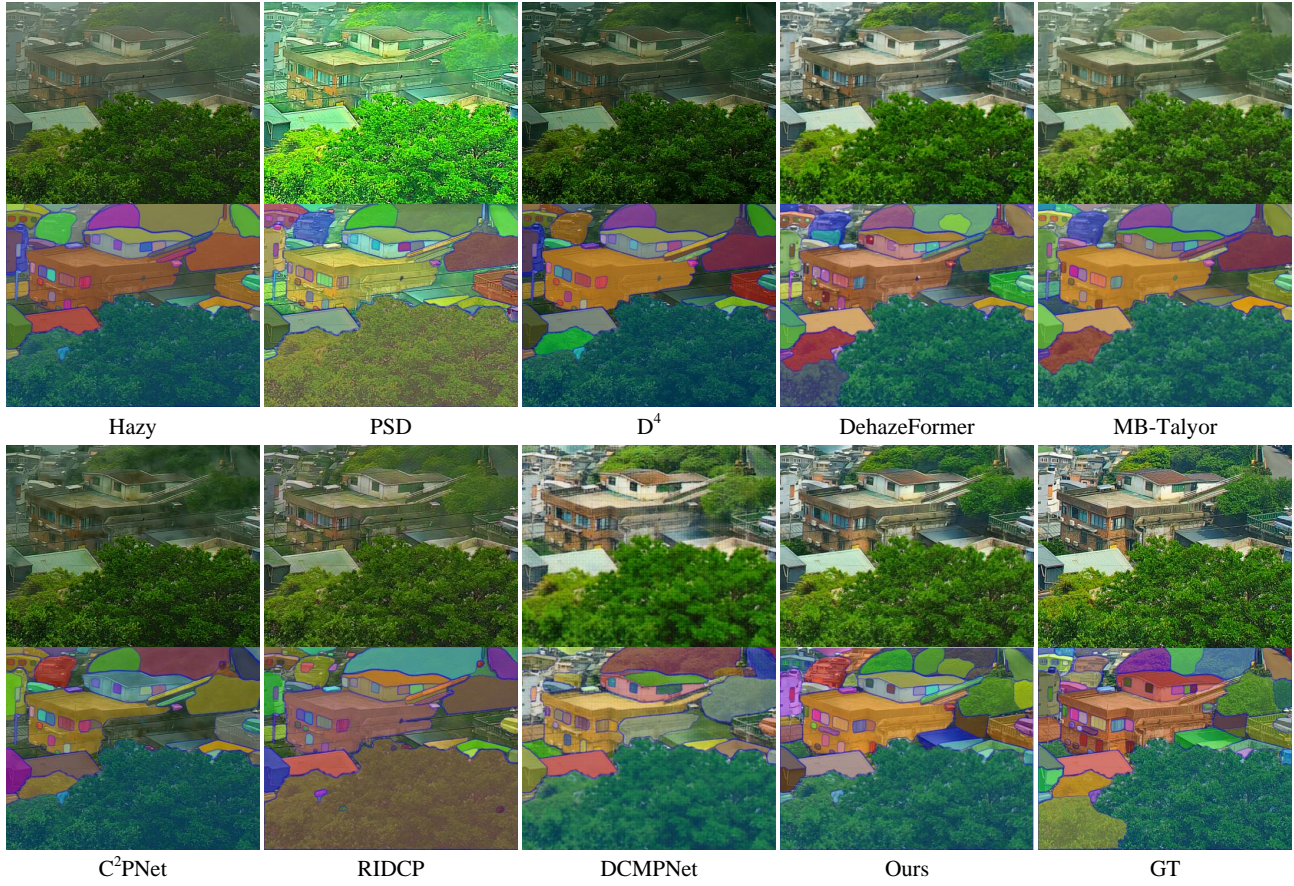 Hazy PSD D⁴ DehazeFormer MB-Talyor
C²PNet RIDCP DCMPNet Ours GT